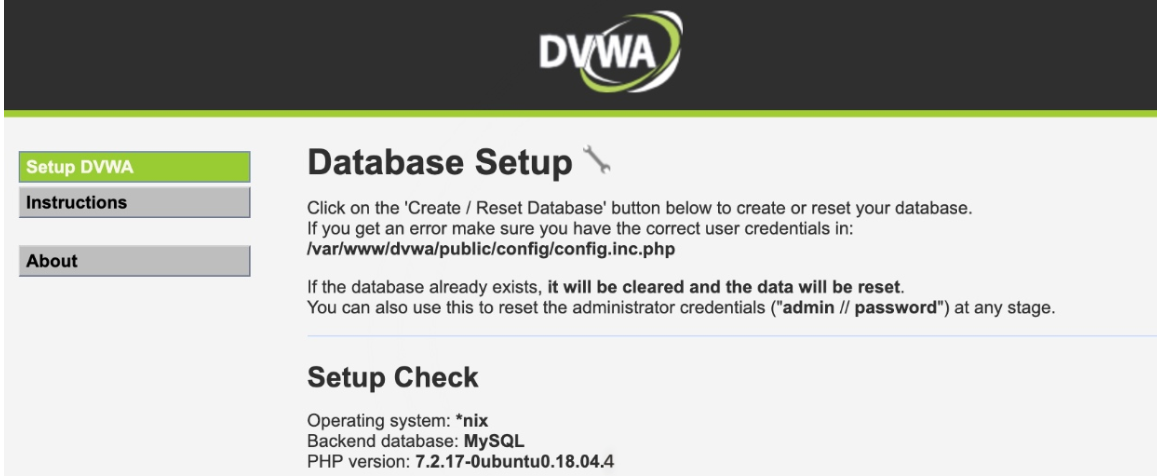 DVWA
Setup DVWA
Instructions
About
Database Setup
Click on the 'Create / Reset Database' button below to create or reset your database.
If you get an error make sure you have the correct user credentials in:
/var/www/dvwa/public/config/config.inc.php
If the database already exists, it will be cleared and the data will be reset.
You can also use this to reset the administrator credentials ("admin // password") at any stage.
Setup Check
Operating system: *nix
Backend database: MySQL
PHP version: 7.2.17-0ubuntu0.18.04.4